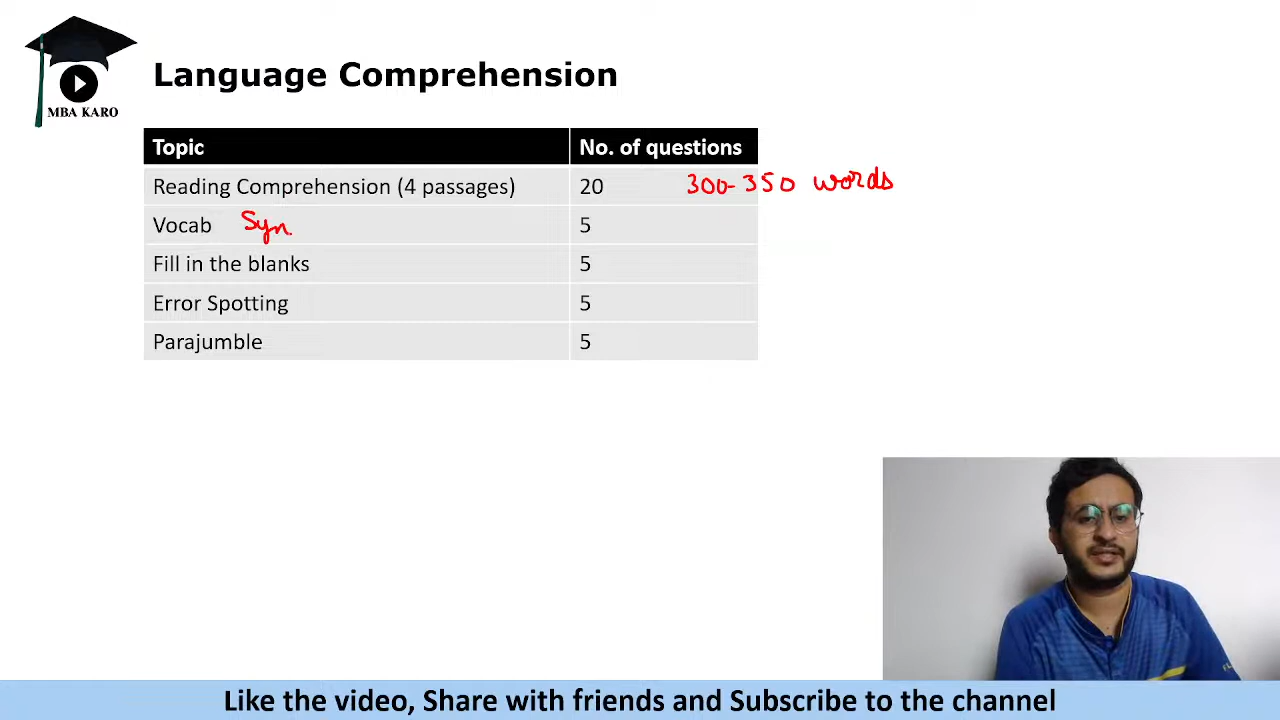 MBA KARO
Language Comprehension
Topic No. of questions
Reading Comprehension (4 passages) 20 300-350 words
Vocab Syn. 5
Fill in the blanks 5
Error Spotting 5
Parajumble 5
Like the video, Share with friends and Subscribe to the channel